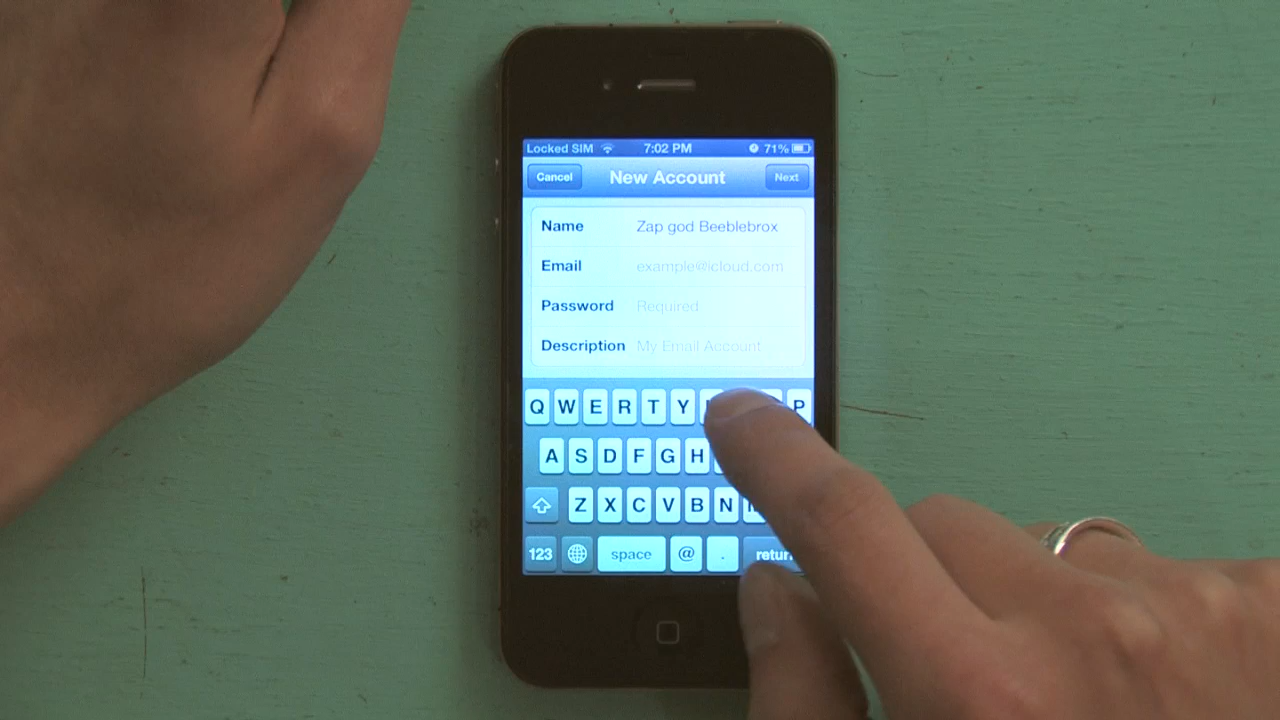 Locked SIM 7:02 PM 71%
Cancel New Account Next
Name Zap god Beeblebrox
Email example@icloud.com
Password Required
Description My Email Account
Q W E R T Y P
A S D F G H
Z X C V B N
123 space @ . return